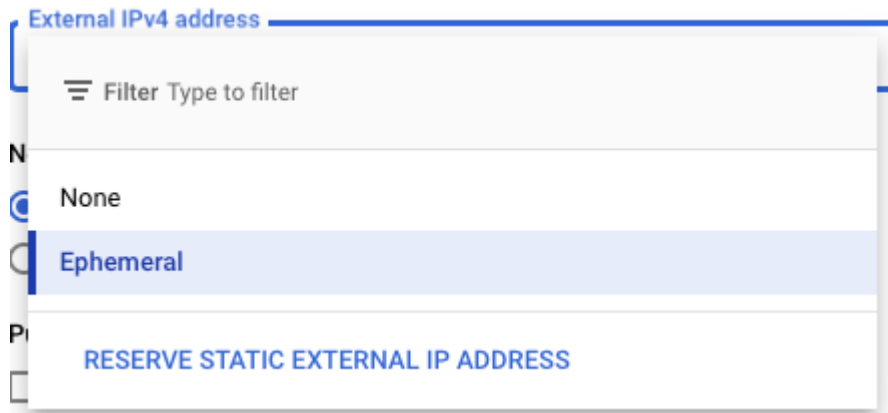 External IPv4 address
Filter Type to filter
N
None
Ephemeral
P
RESERVE STATIC EXTERNAL IP ADDRESS